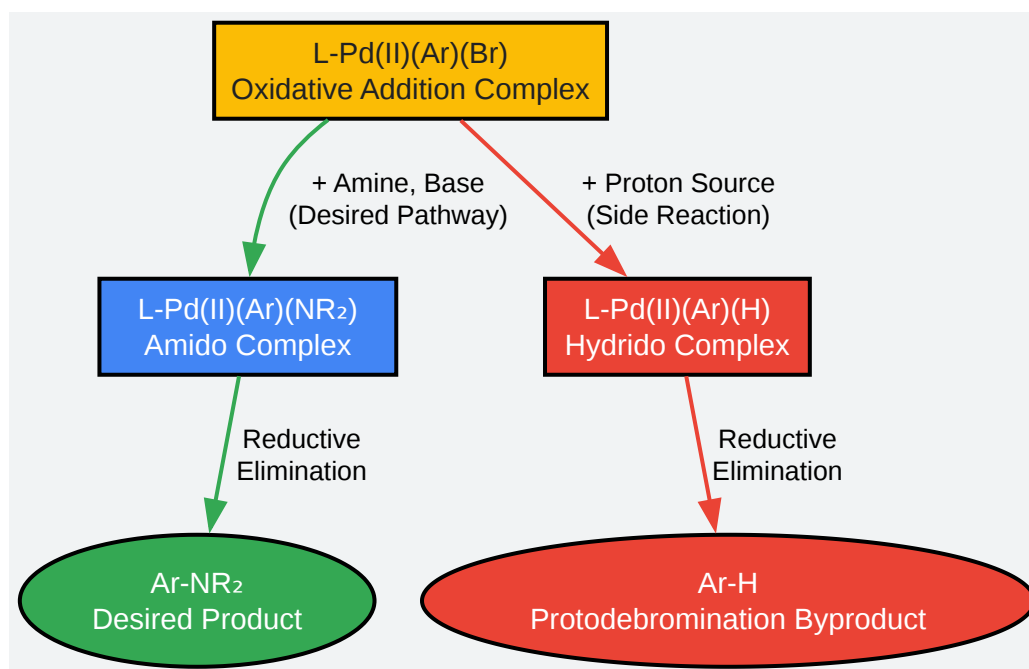 L-Pd(II)(Ar)(Br)
Oxidative Addition Complex
+ Amine, Base
(Desired Pathway)
+ Proton Source
(Side Reaction)
L-Pd(II)(Ar)(NR₂)
Amido Complex
L-Pd(II)(Ar)(H)
Hydrido Complex
Reductive
Elimination
Reductive
Elimination
Ar-NR₂
Desired Product
Ar-H
Protodebromination Byproduct